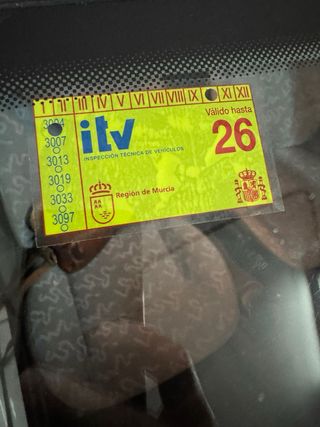 III IV V VI VII VIII IX XI XII
Válido hasta
itv
26
INSPECCIÓN TÉCNICA DE VEHÍCULOS
3004
3007
3013
3019
3033
3097
Región de Murcia